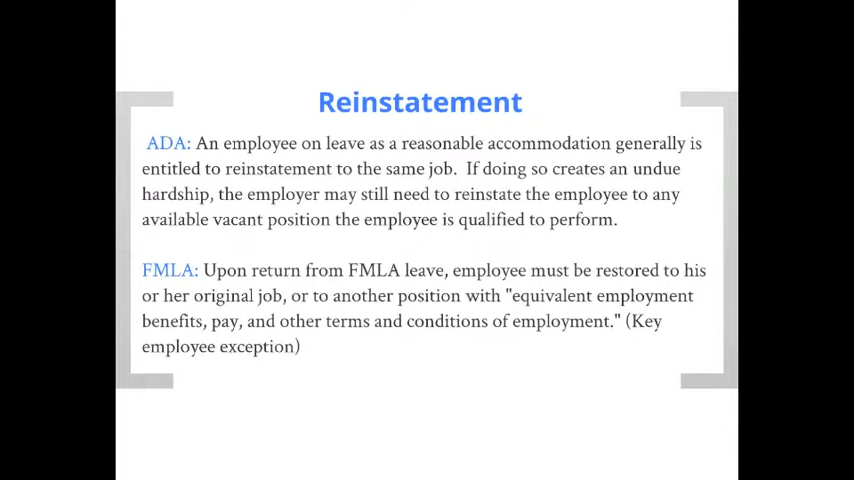 Reinstatement
ADA: An employee on leave as a reasonable accommodation generally is
entitled to reinstatement to the same job.  If doing so creates an undue
hardship, the employer may still need to reinstate the employee to any
available vacant position the employee is qualified to perform.
FMLA: Upon return from FMLA leave, employee must be restored to his
or her original job, or to another position with "equivalent employment
benefits, pay, and other terms and conditions of employment." (Key
employee exception)